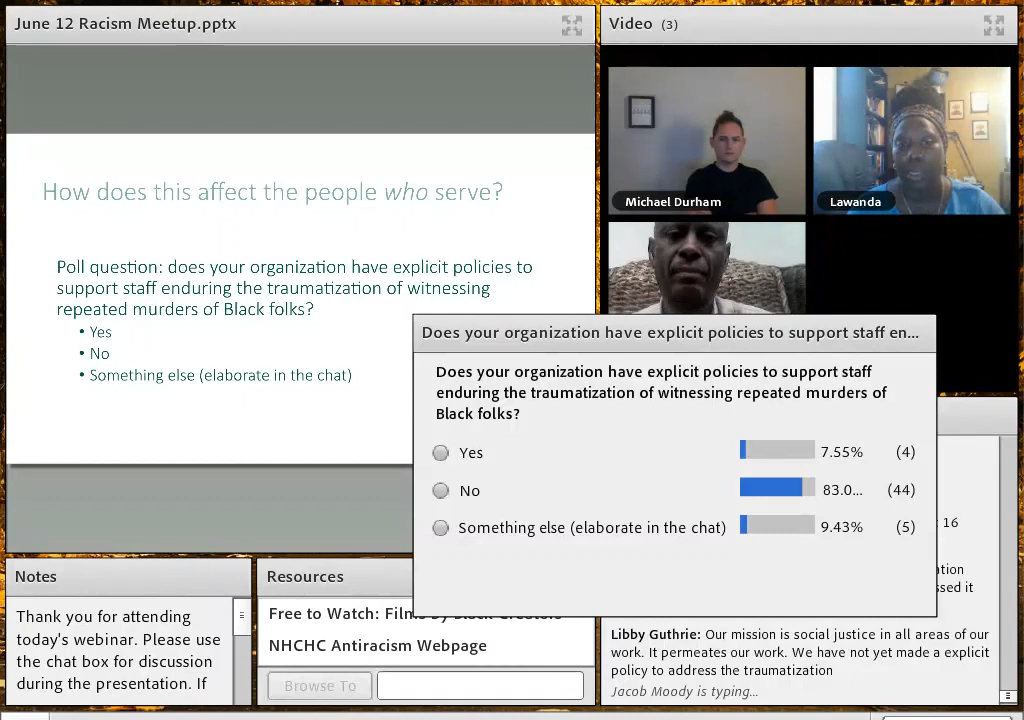 June 12 Racism Meetup.pptx
How does this affect the people who serve?
Poll question: does your organization have explicit policies to
support staff enduring the traumatization of witnessing
repeated murders of Black folks?
• Yes
• No
• Something else (elaborate in the chat)
Video (3)
Michael Durham
Lawanda
Does your organization have explicit policies to support staff en...
Does your organization have explicit policies to support staff
enduring the traumatization of witnessing repeated murders of
Black folks?
Yes 7.55% (4)
No 83.0... (44)
Something else (elaborate in the chat) 9.43% (5)
16
Notes
Thank you for attending
today's webinar. Please use
the chat box for discussion
during the presentation. If
Resources
Free to Watch: Films By Black Creators
NHCHC Antiracism Webpage
Browse To
Libby Guthrie: Our mission is social justice in all areas of our
work. It permeates our work. We have not yet made a explicit
policy to address the traumatization
Jacob Moody is typing...